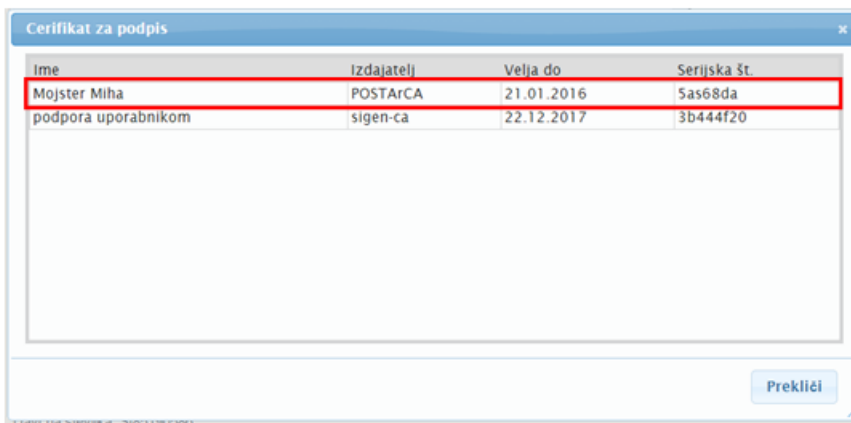 Cerifikat za podpis
Ime Izdajatelj Velja do Serijska št.
Mojster Miha POSTArCA 21.01.2016 5as68da
podpora uporabnikom sigen-ca 22.12.2017 3b444f20
Prekliči